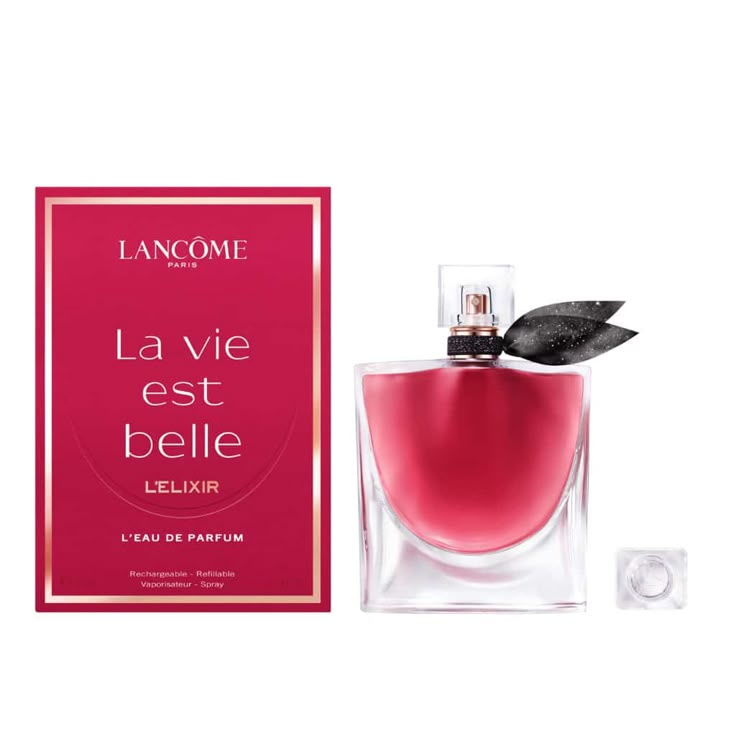 LANCÔME
PARIS
La vie
est
belle
L'ELIXIR
L'EAU DE PARFUM
Rechargeable - Refillable
Vaporisateur - Spray